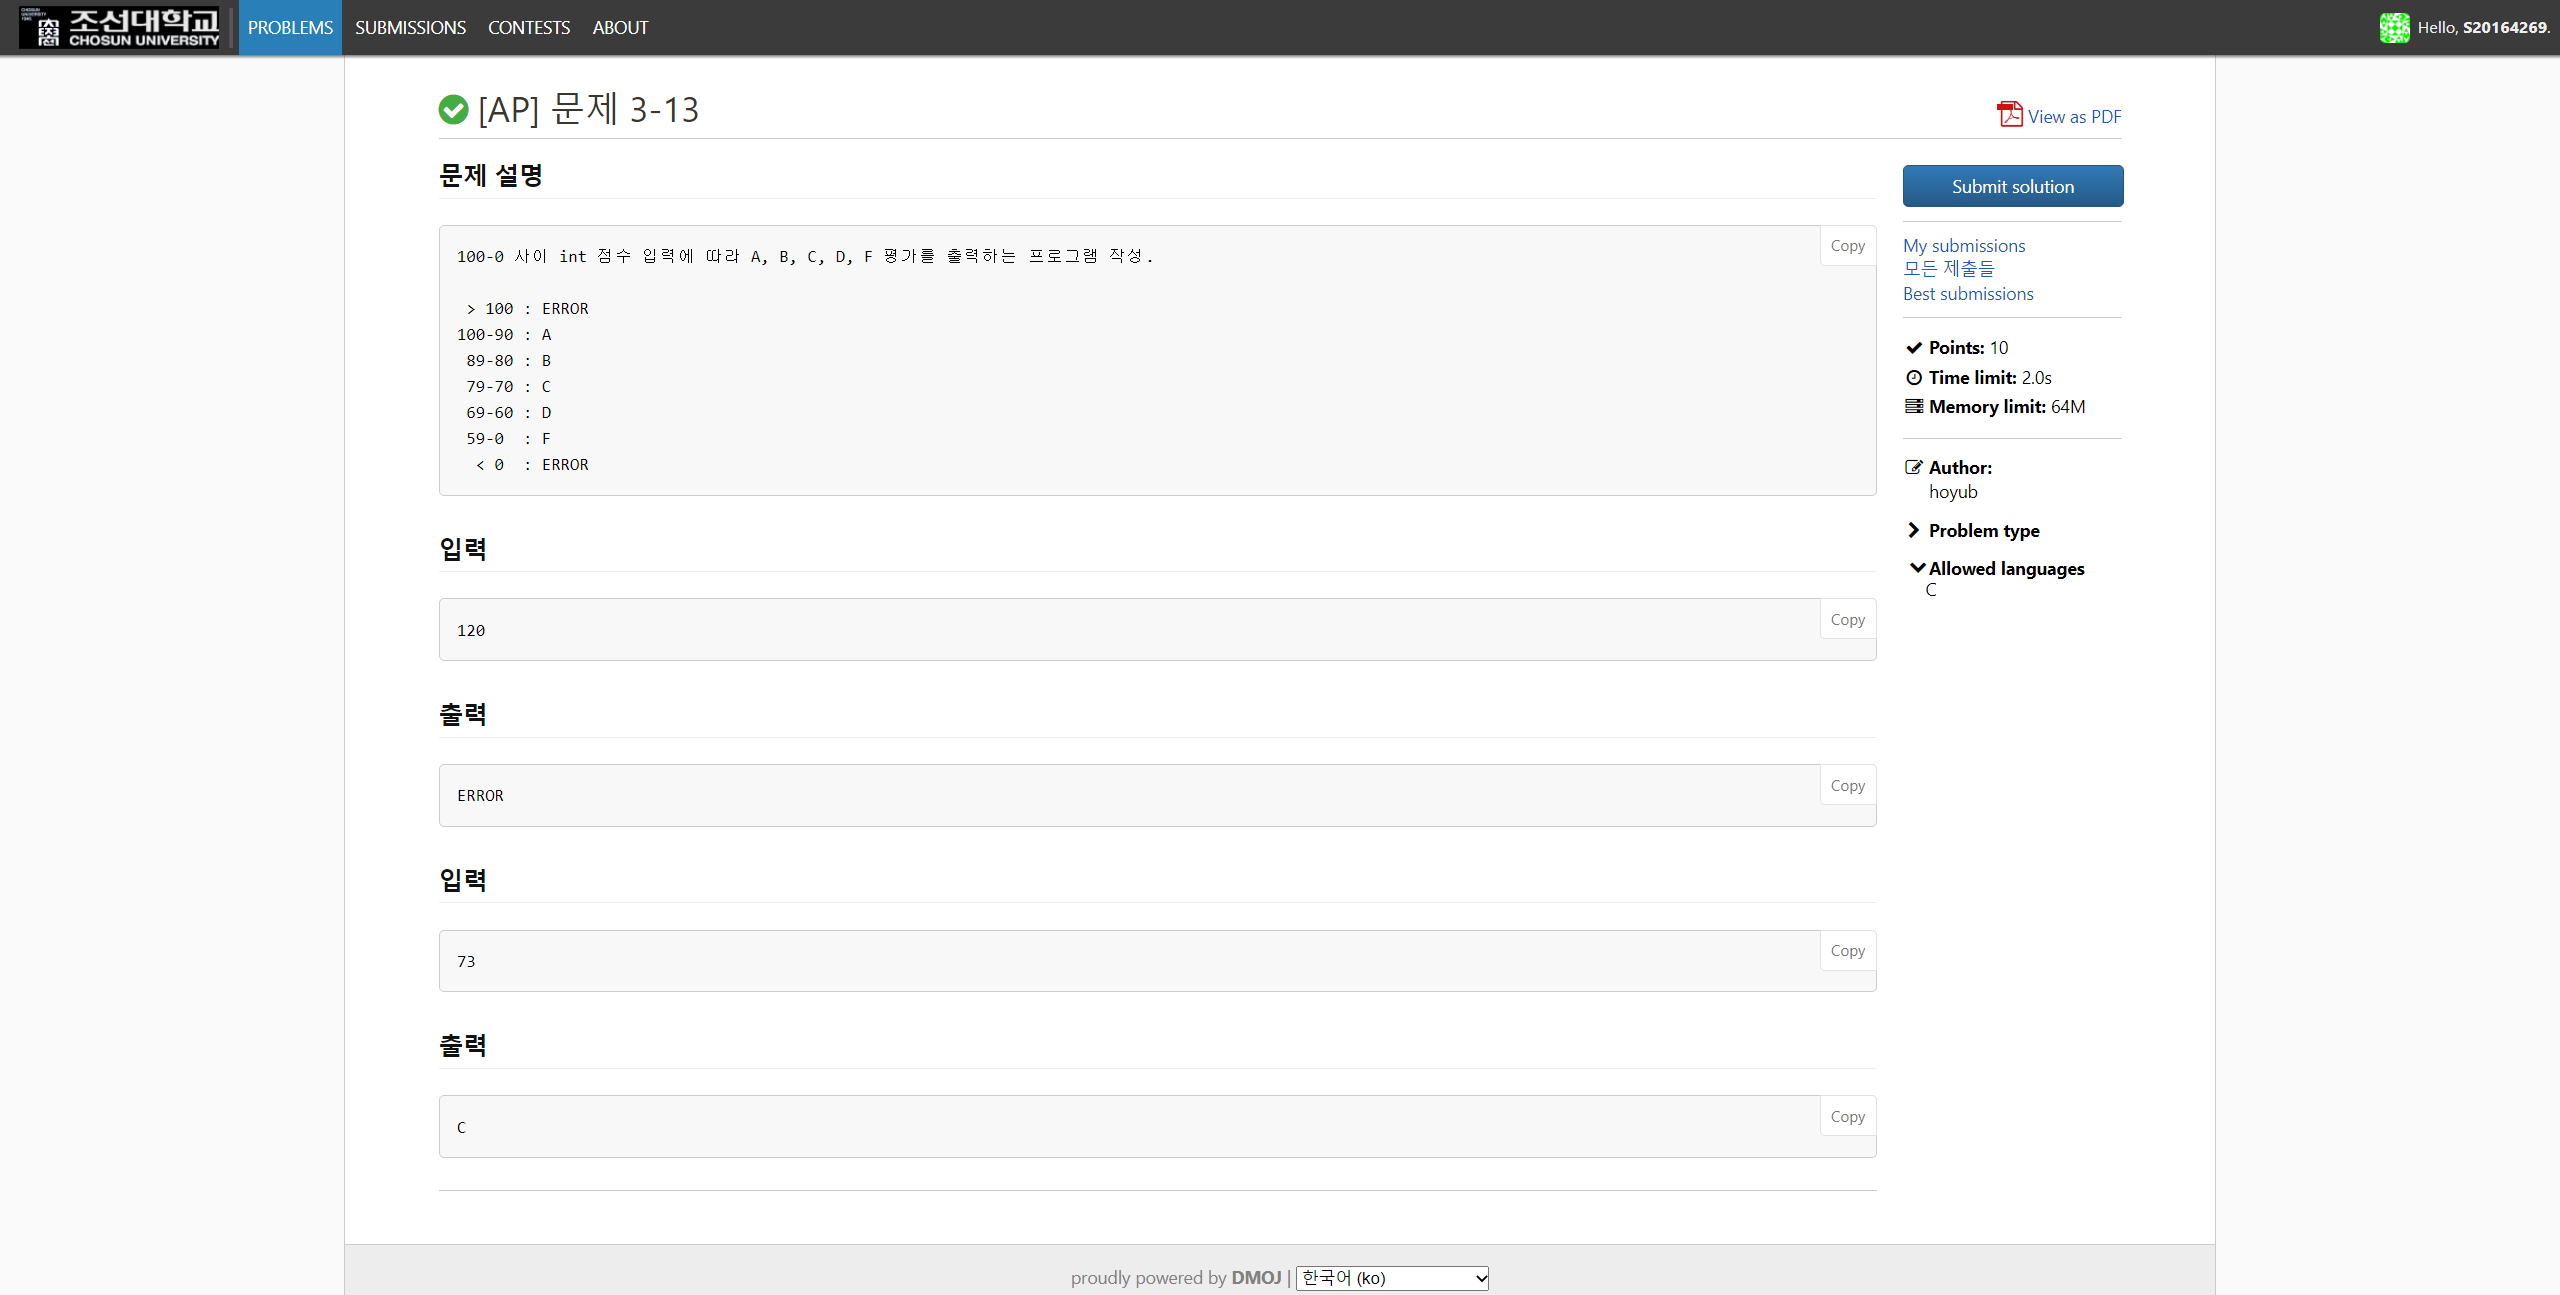 조선대학교
CHOSUN UNIVERSITY
PROBLEMS SUBMISSIONS CONTESTS ABOUT
Hello, S20164269.
[AP] 문제 3-13
View as PDF
문제 설명
Copy
100-0 사이 int 점수 입력에 따라 A, B, C, D, F 평가를 출력하는 프로그램 작성.
> 100 : ERROR
100-90 : A
89-80 : B
79-70 : C
69-60 : D
59-0  : F
< 0  : ERROR
입력
Copy
120
출력
Copy
ERROR
입력
Copy
73
출력
Copy
C
Submit solution
My submissions
모든 제출들
Best submissions
Points: 10
Time limit: 2.0s
Memory limit: 64M
Author:
hoyub
Problem type
Allowed languages
C
proudly powered by DMOJ | 한국어 (ko)